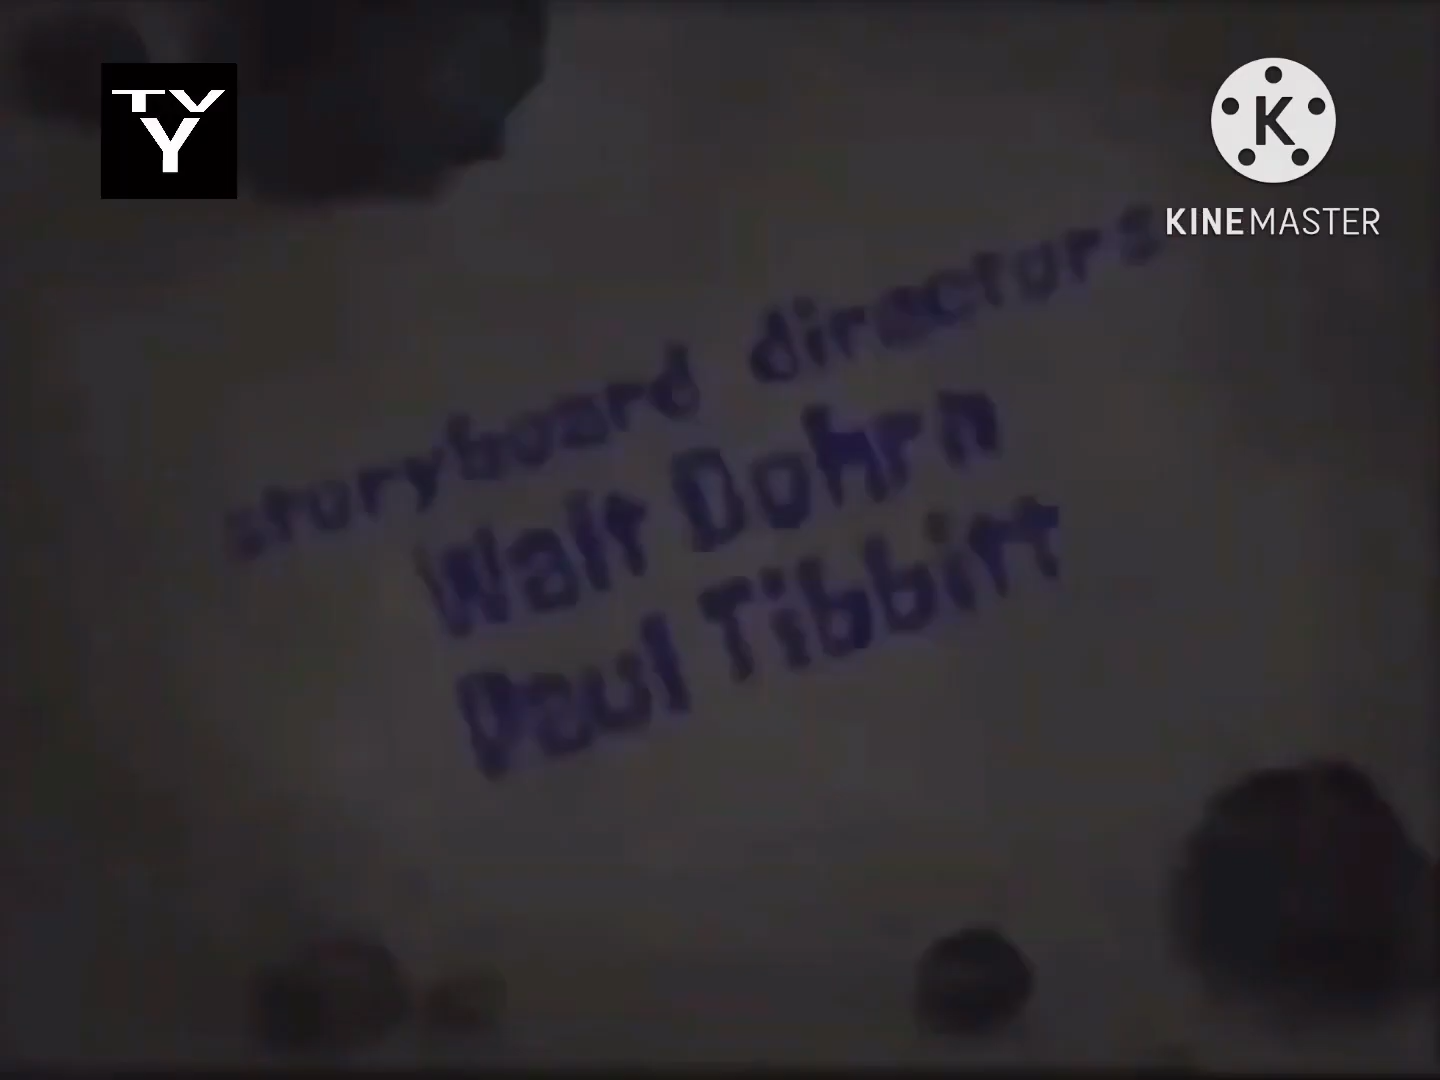 TV
Y
K
KINEMASTER
storyboard directors
Walt Dohrn
Paul Tibbitt